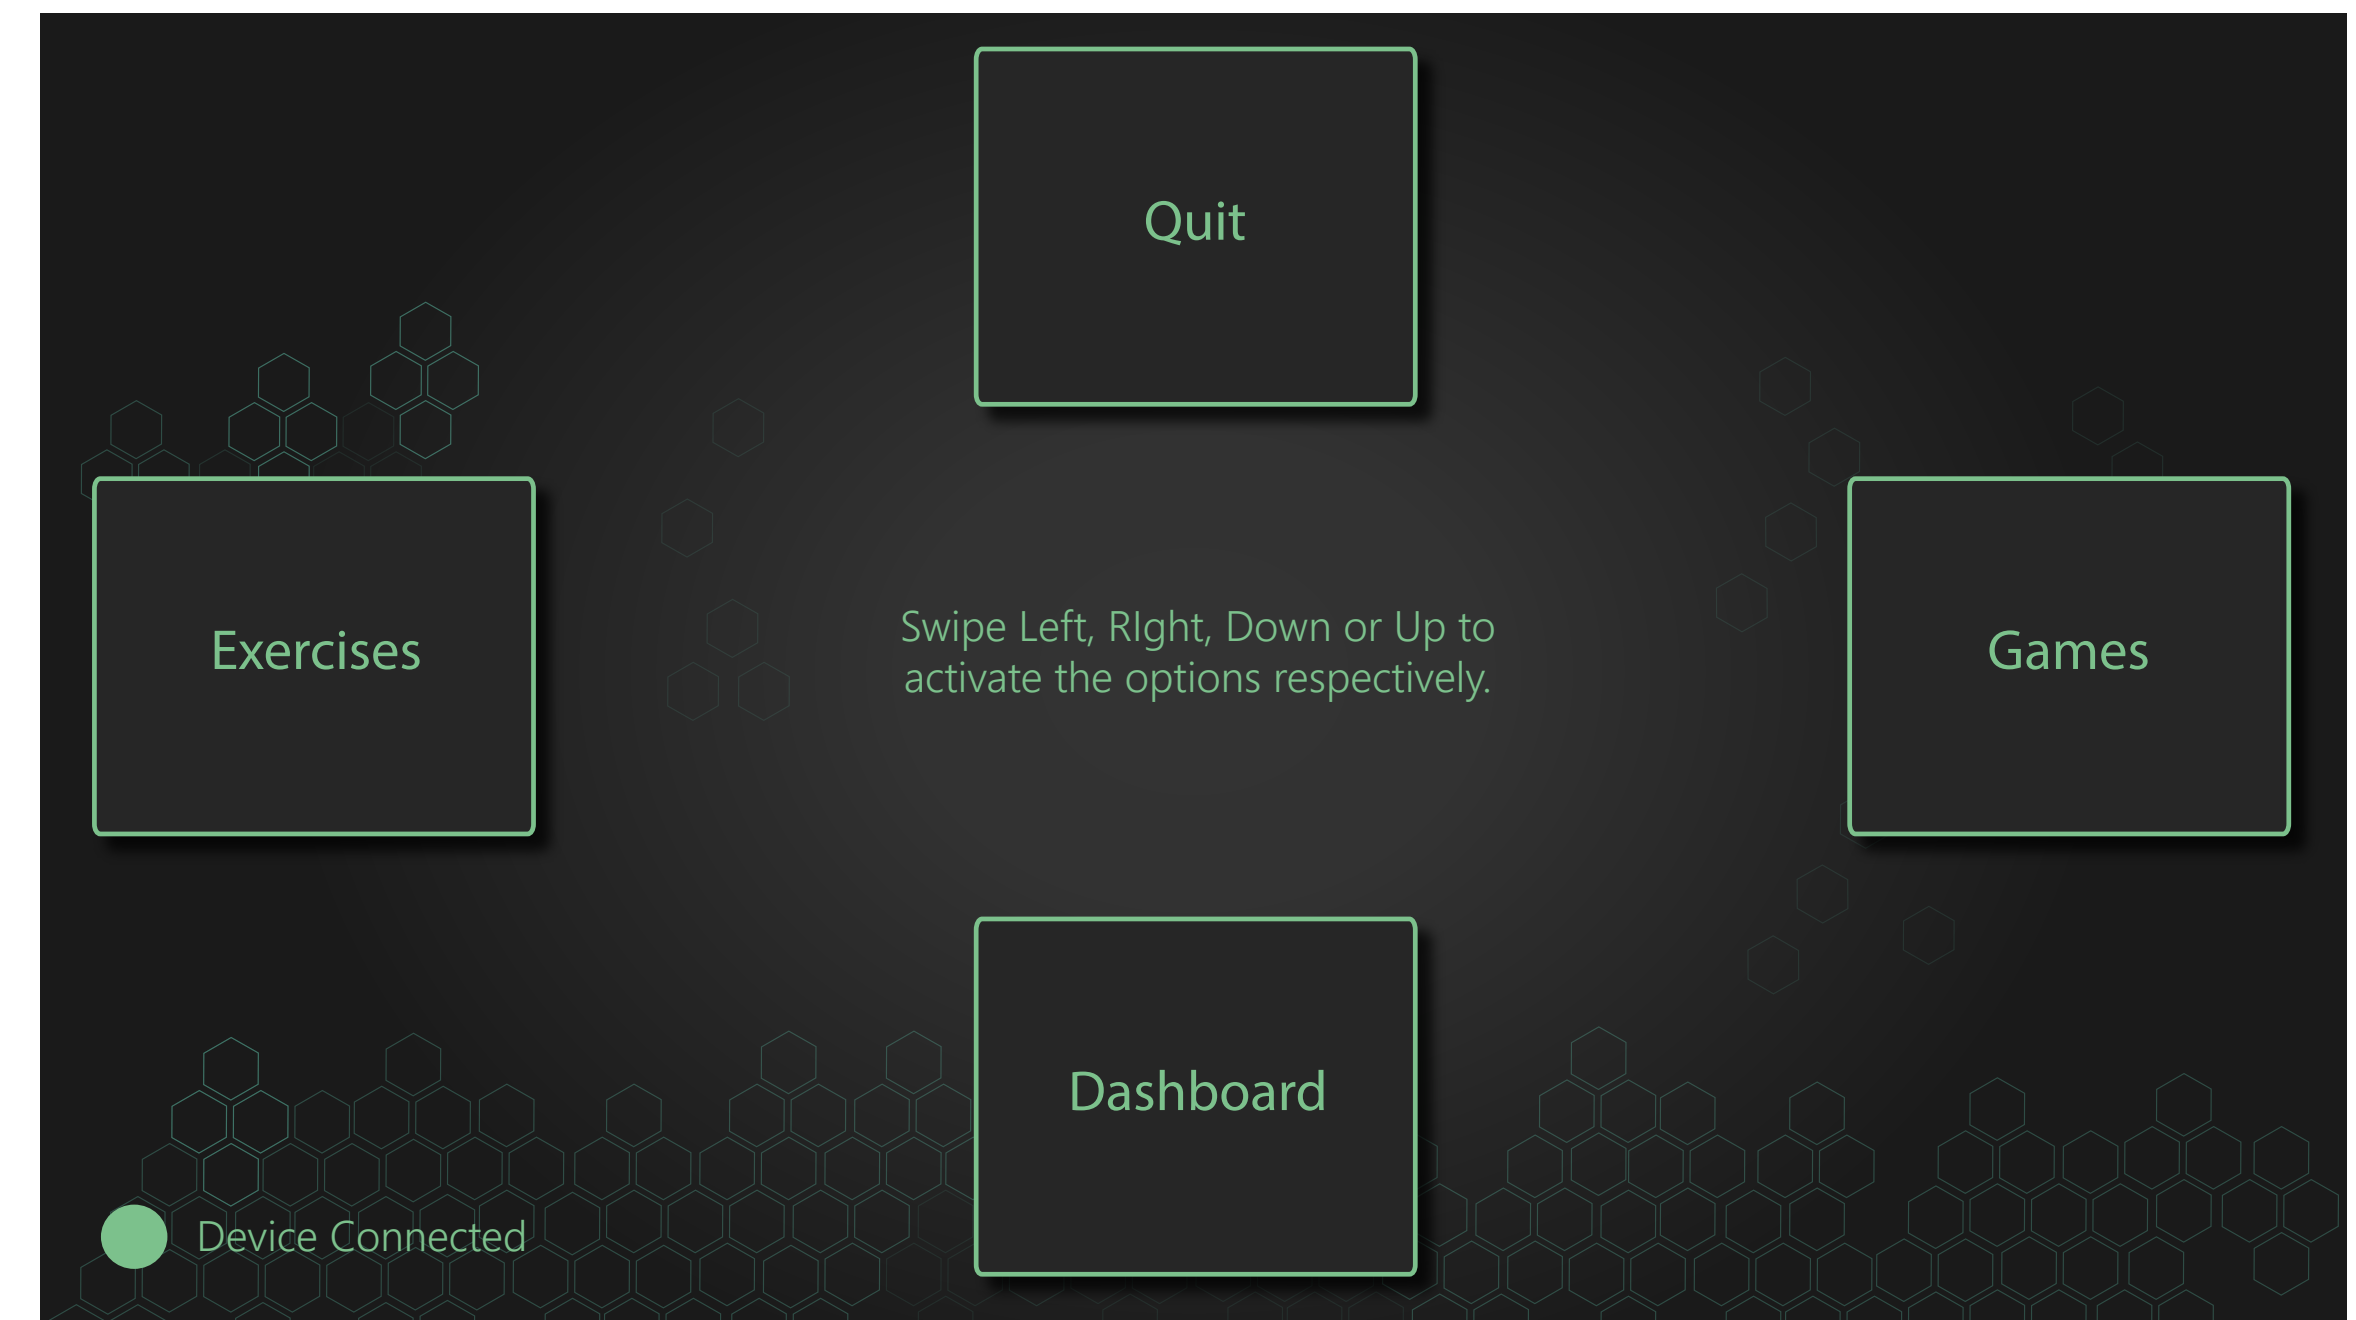 Quit
Exercises
Swipe Left, RIght, Down or Up to
activate the options respectively.
Games
Dashboard
Device Connected